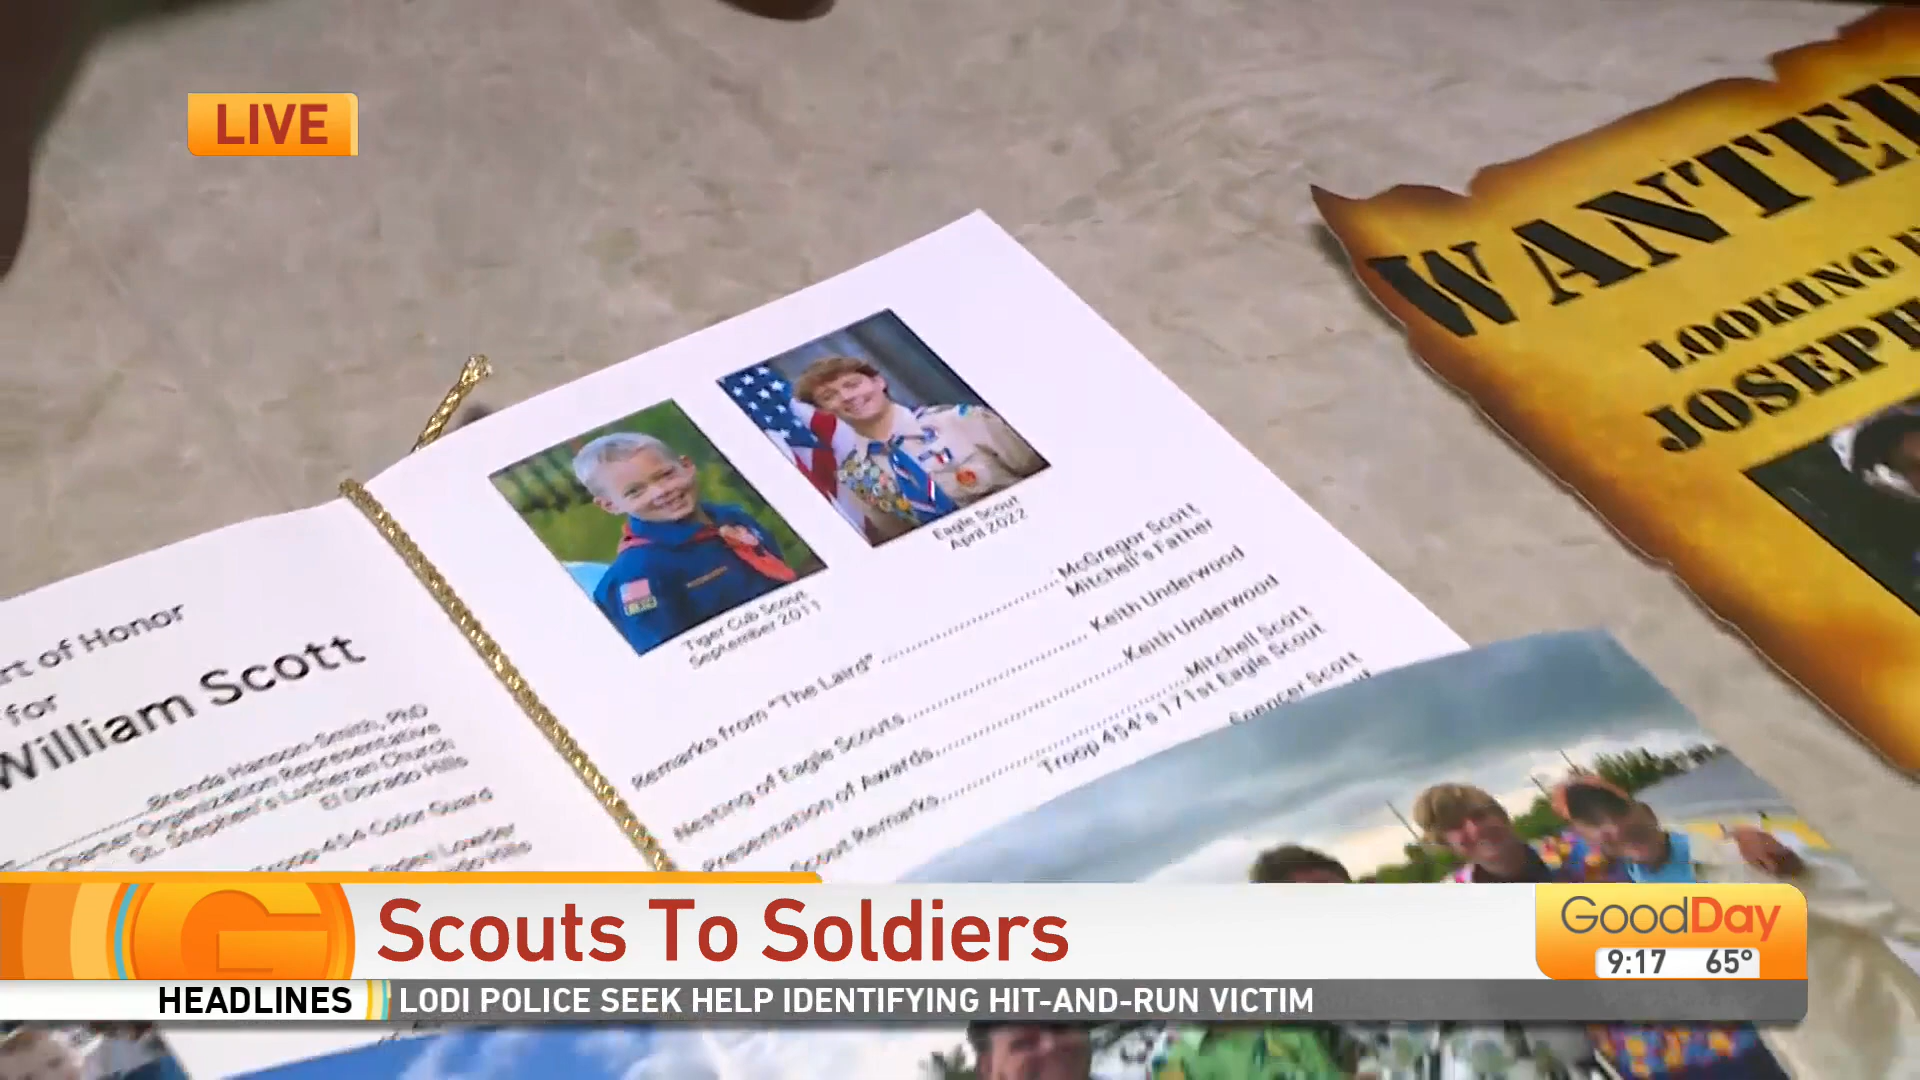 LIVE
WANTED
LOOKING
JOSEPH
Eagle Scout
April 2022
Tiger Cub Scout
September 2011
rt of Honor
for
William Scott
Brenda Hanson-Smith, PhD
Charter Organization Representative
St. Stephen's Lutheran Church
El Dorado Hills
Troop 454 Color Guard
Remarks from "The Laird" McGregor Scott
Mitchell's Father
Nesting of Eagle Scouts Keith Underwood
Presentation of Awards Keith Underwood
Scout Remarks Mitchell Scott
Troop 454's 171st Eagle Scout
Spencer Scott
Scouts To Soldiers
GoodDay
9:17 65°
HEADLINES LODI POLICE SEEK HELP IDENTIFYING HIT-AND-RUN VICTIM